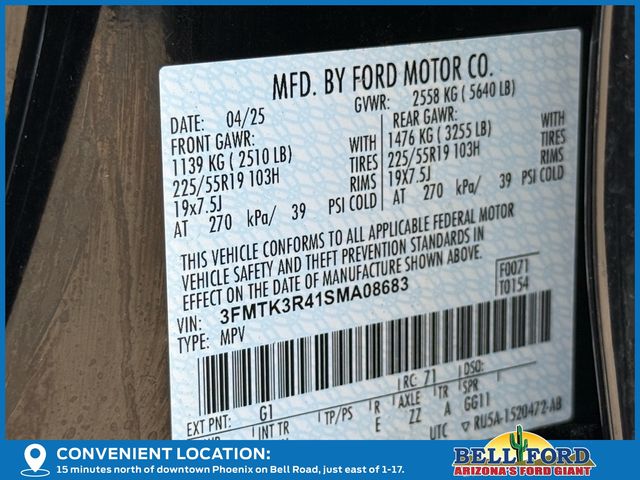 MFD. BY FORD MOTOR CO.
DATE: 04/25 GVWR: 2558 KG ( 5640 LB)
FRONT GAWR: REAR GAWR:
1139 KG ( 2510 LB) WITH 1476 KG ( 3255 LB) WITH
225/55R19 103H TIRES 225/55R19 103H TIRES
19x7.5J RIMS 19x7.5J RIMS
AT 270 kPa/ 39 PSI COLD AT 270 kPa/ 39 PSI COLD
THIS VEHICLE CONFORMS TO ALL APPLICABLE FEDERAL MOTOR
VEHICLE SAFETY AND THEFT PREVENTION STANDARDS IN
EFFECT ON THE DATE OF MANUFACTURE SHOWN ABOVE.
VIN: 3FMTK3R41SMA08683 F0071
TYPE: MPV T0154
RC: 71 DSO:
EXT PNT: G1 AXLE TR SPR
INT TR TP/PS R E ZZ A GG11
UTC RU5A-1520472-AB
CONVENIENT LOCATION:
15 minutes north of downtown Phoenix on Bell Road, just east of 1-17.
BELL FORD
ARIZONA'S FORD GIANT